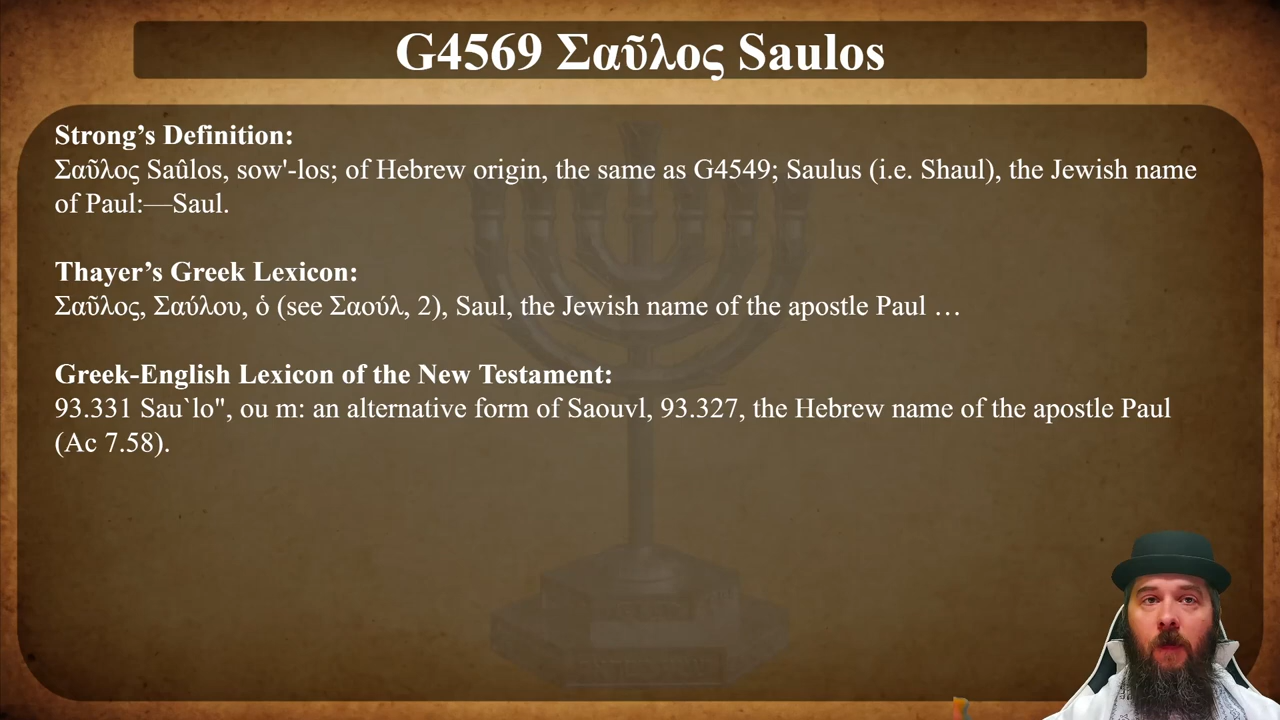 G4569 Σαῦλος Saulos
Strong’s Definition:
Σαῦλος Saûlos, sow'-los; of Hebrew origin, the same as G4549; Saulus (i.e. Shaul), the Jewish name
of Paul:—Saul.
Thayer’s Greek Lexicon:
Σαῦλος, Σαύλου, ὁ (see Σαούλ, 2), Saul, the Jewish name of the apostle Paul …
Greek-English Lexicon of the New Testament:
93.331 Sau`lo", ou m: an alternative form of Saouvl, 93.327, the Hebrew name of the apostle Paul
(Ac 7.58).